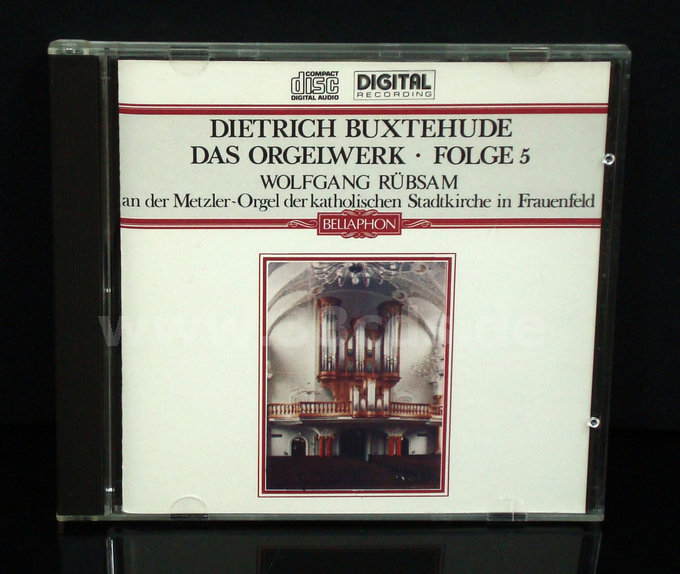 COMPACT
disc
DIGITAL AUDIO
DIGITAL
RECORDING
DIETRICH BUXTEHUDE
DAS ORGELWERK · FOLGE 5
WOLFGANG RÜBSAM
an der Metzler-Orgel der katholischen Stadtkirche in Frauenfeld
BELLAPHON